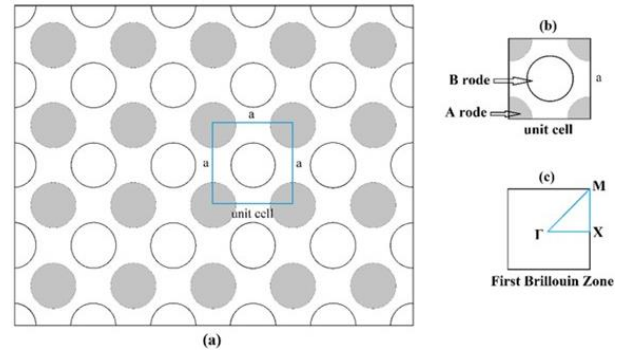 a
a
a
unit cell
(a)
(b)
B rode
a
A rode
unit cell
(c)
M
Γ
X
First Brillouin Zone